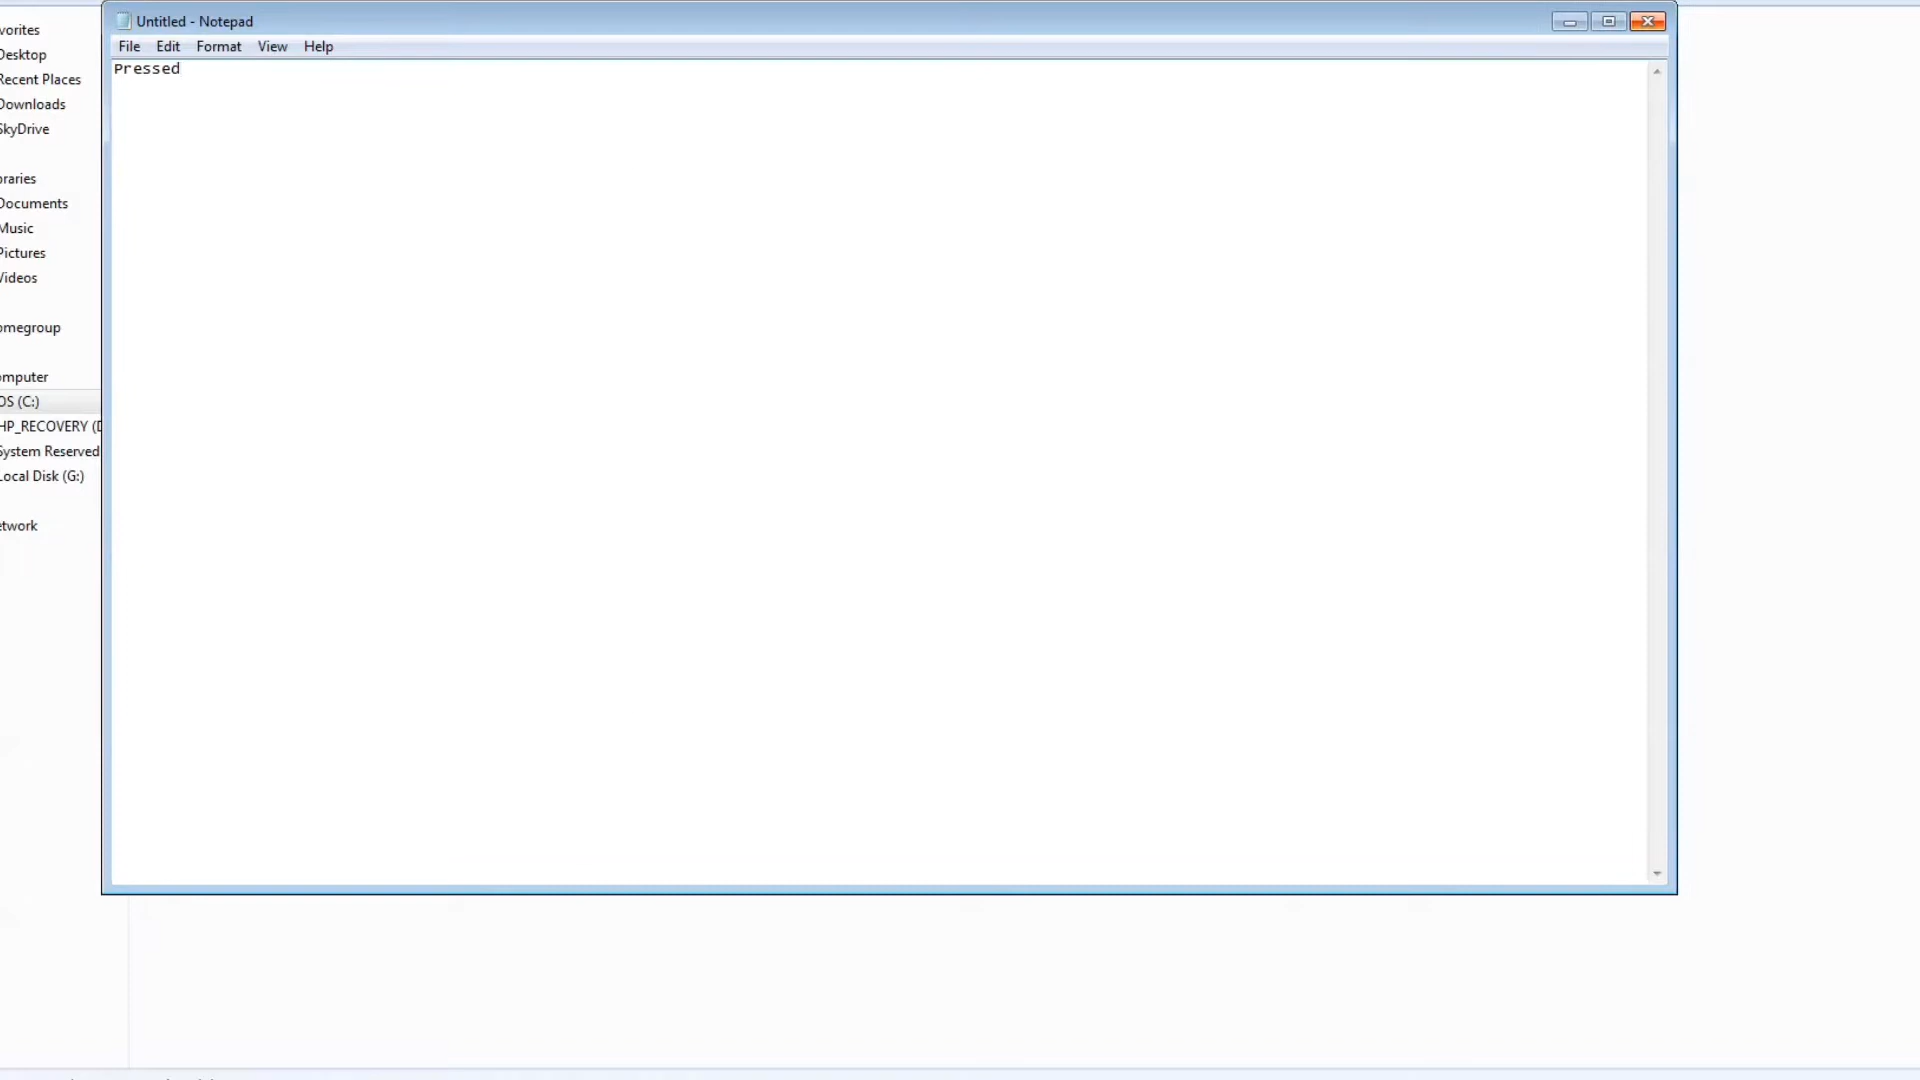 Untitled - Notepad
File Edit Format View Help
Pressed
vorites
Desktop
Recent Places
Downloads
SkyDrive
braries
Documents
Music
Pictures
Videos
omegroup
omputer
OS (C:)
HP_RECOVERY (D
System Reserved
Local Disk (G:)
etwork